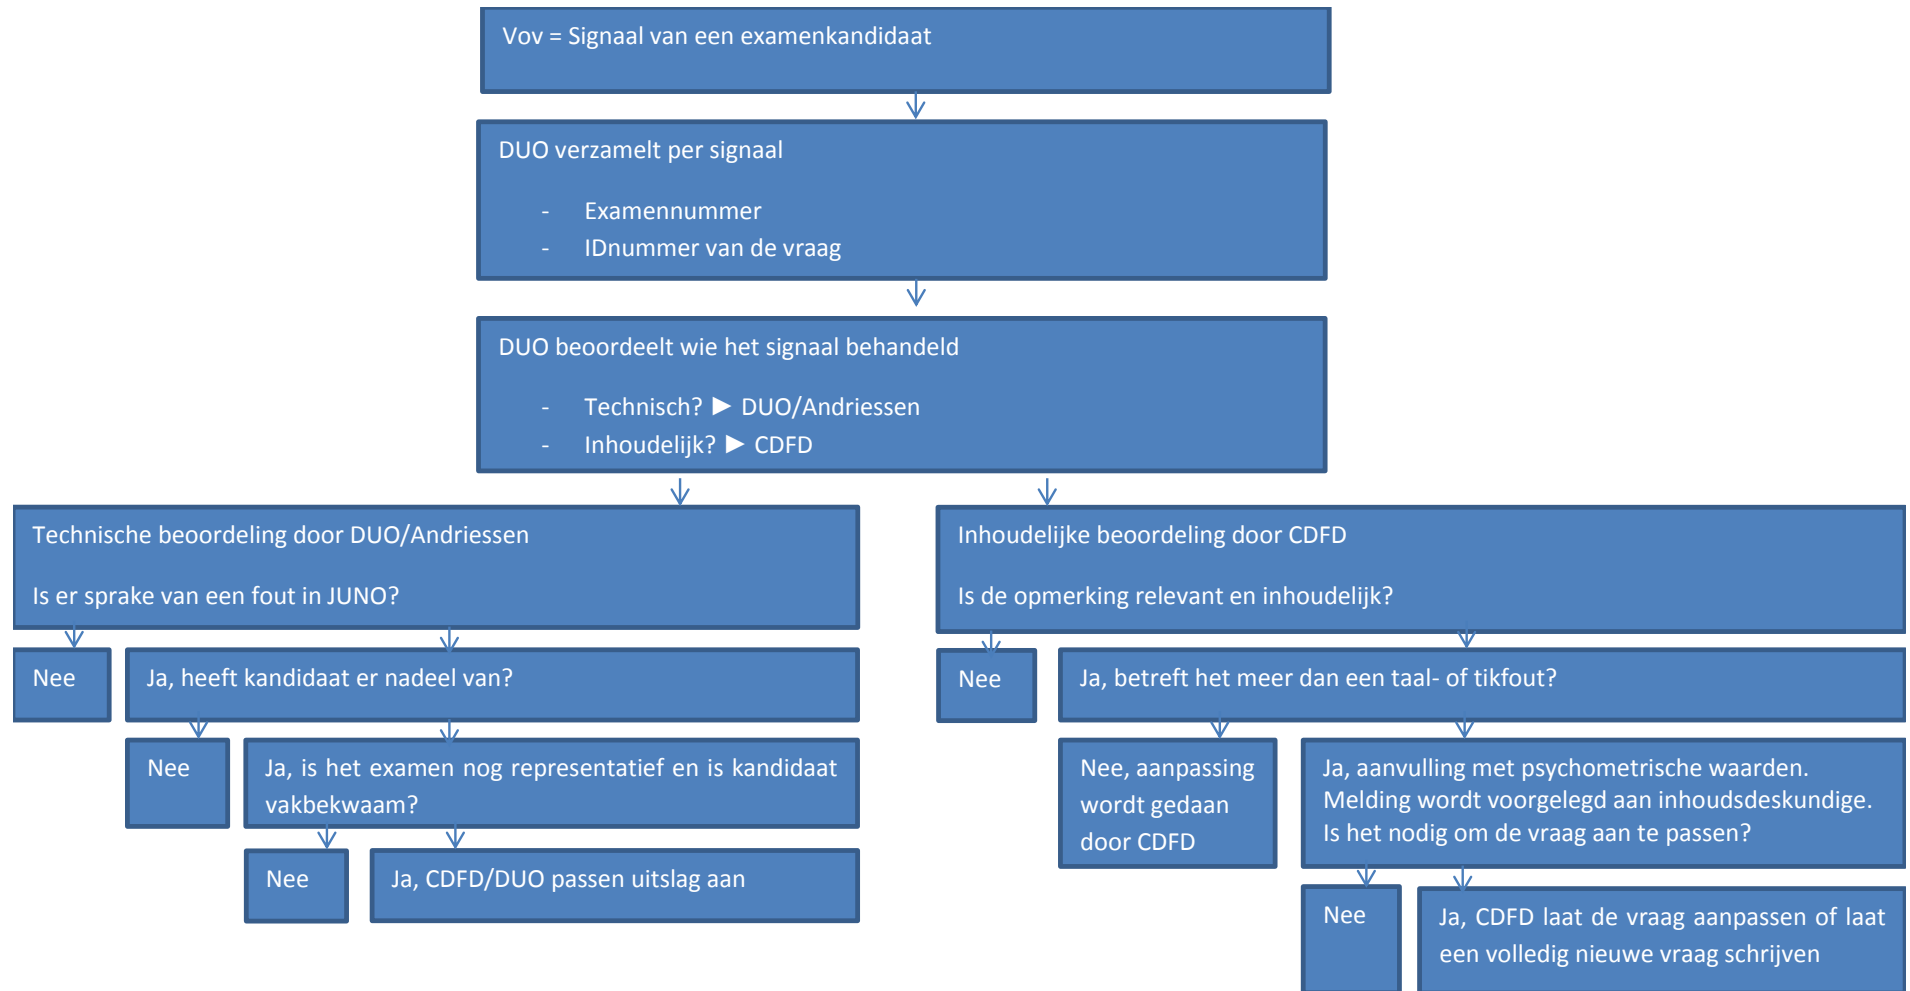 Vov = Signaal van een examenkandidaat
DUO verzamelt per signaal
- Examennummer
- IDnummer van de vraag
DUO beoordeelt wie het signaal behandeld
- Technisch? ► DUO/Andriessen
- Inhoudelijk? ► CDFD
Technische beoordeling door DUO/Andriessen
Is er sprake van een fout in JUNO?
Nee
Ja, heeft kandidaat er nadeel van?
Nee
Ja, is het examen nog representatief en is kandidaat
vakbekwaam?
Nee
Ja, CDFD/DUO passen uitslag aan
Inhoudelijke beoordeling door CDFD
Is de opmerking relevant en inhoudelijk?
Nee
Ja, betreft het meer dan een taal- of tikfout?
Nee, aanpassing
wordt gedaan
door CDFD
Ja, aanvulling met psychometrische waarden.
Melding wordt voorgelegd aan inhoudsdeskundige.
Is het nodig om de vraag aan te passen?
Nee
Ja, CDFD laat de vraag aanpassen of laat
een volledig nieuwe vraag schrijven